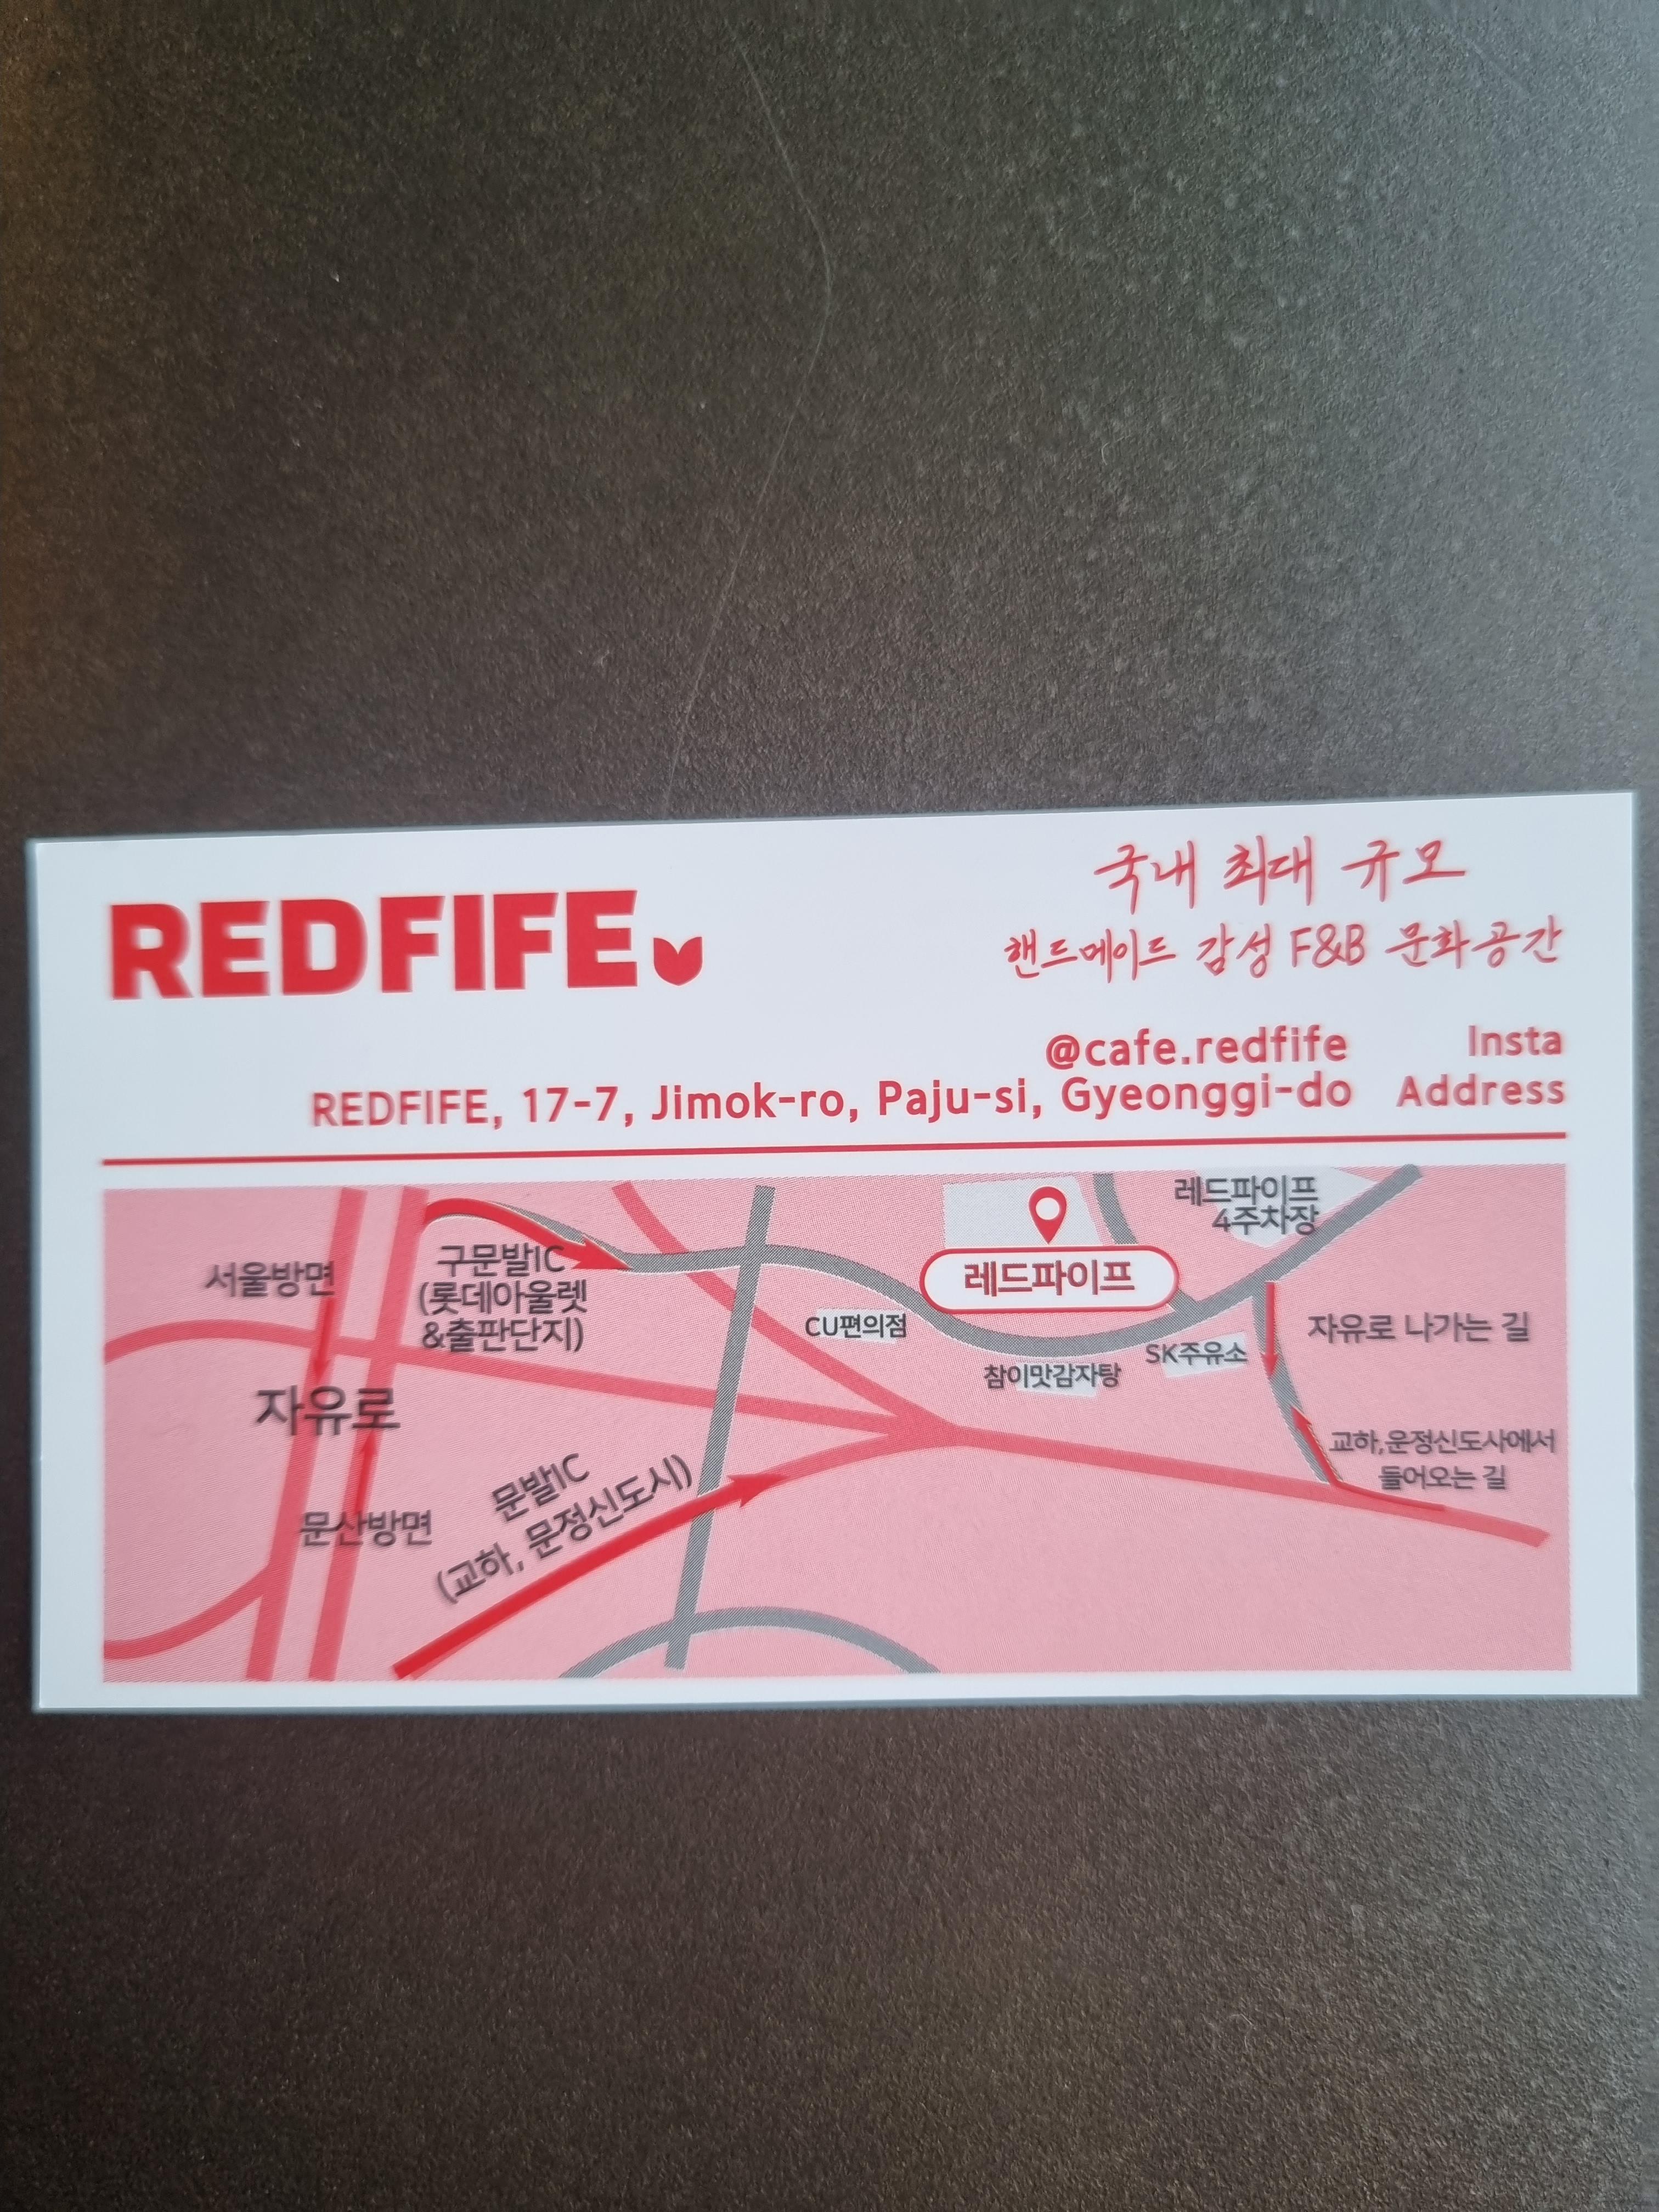 REDFIFE
국내 최대 규모
핸드메이드 감성 F&B 문화공간
@cafe.redfife Insta
REDFIFE, 17-7, Jimok-ro, Paju-si, Gyeonggi-do Address
레드파이프
4주차장
구문발IC
(롯데아울렛
&출판단지)
서울방면
레드파이프
CU편의점
자유로 나가는 길
SK주유소
참이맛감자탕
자유로
교하,운정신도사에서
들어오는 길
문발IC
(교하, 문정신도시)
문산방면